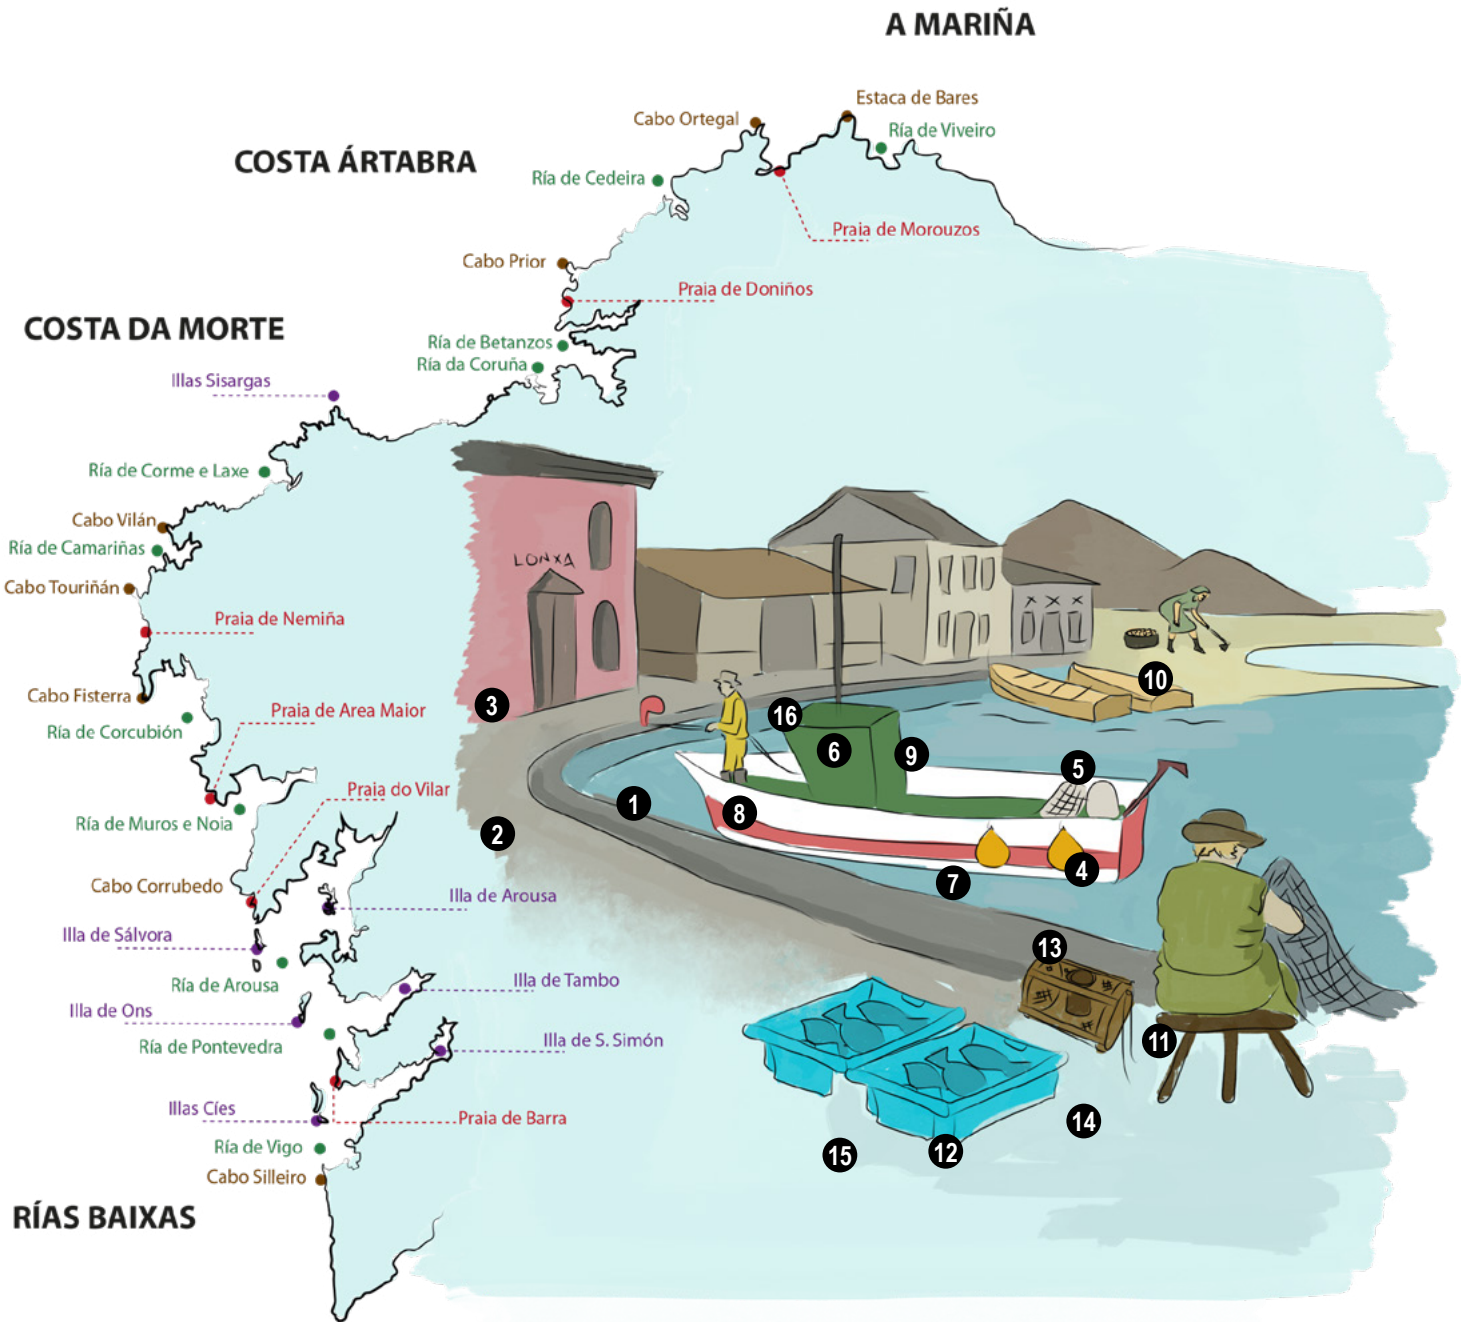 A MARIÑA
Estaca de Bares
Cabo Ortegal
Ría de Viveiro
COSTA ÁRTABRA
Ría de Cedeira
Praia de Morouzos
Cabo Prior
Praia de Doniños
COSTA DA MORTE
Ría de Betanzos
Ría da Coruña
Illas Sisargas
Ría de Corme e Laxe
Cabo Vilán
Ría de Camariñas
LONXA
Cabo Touriñán
Praia de Nemiña
Cabo Fisterra
10
3
Praia de Area Maior
16
Ría de Corcubión
6
9
5
Praia do Vilar
1
8
Ría de Muros e Noia
2
4
7
Cabo Corrubedo
Illa de Arousa
Illa de Sálvora
13
Illa de Tambo
Ría de Arousa
Illa de Ons
Illa de S. Simón
11
Ría de Pontevedra
Illas Cíes
Praia de Barra
14
Ría de Vigo
15
12
Cabo Silleiro
RÍAS BAIXAS